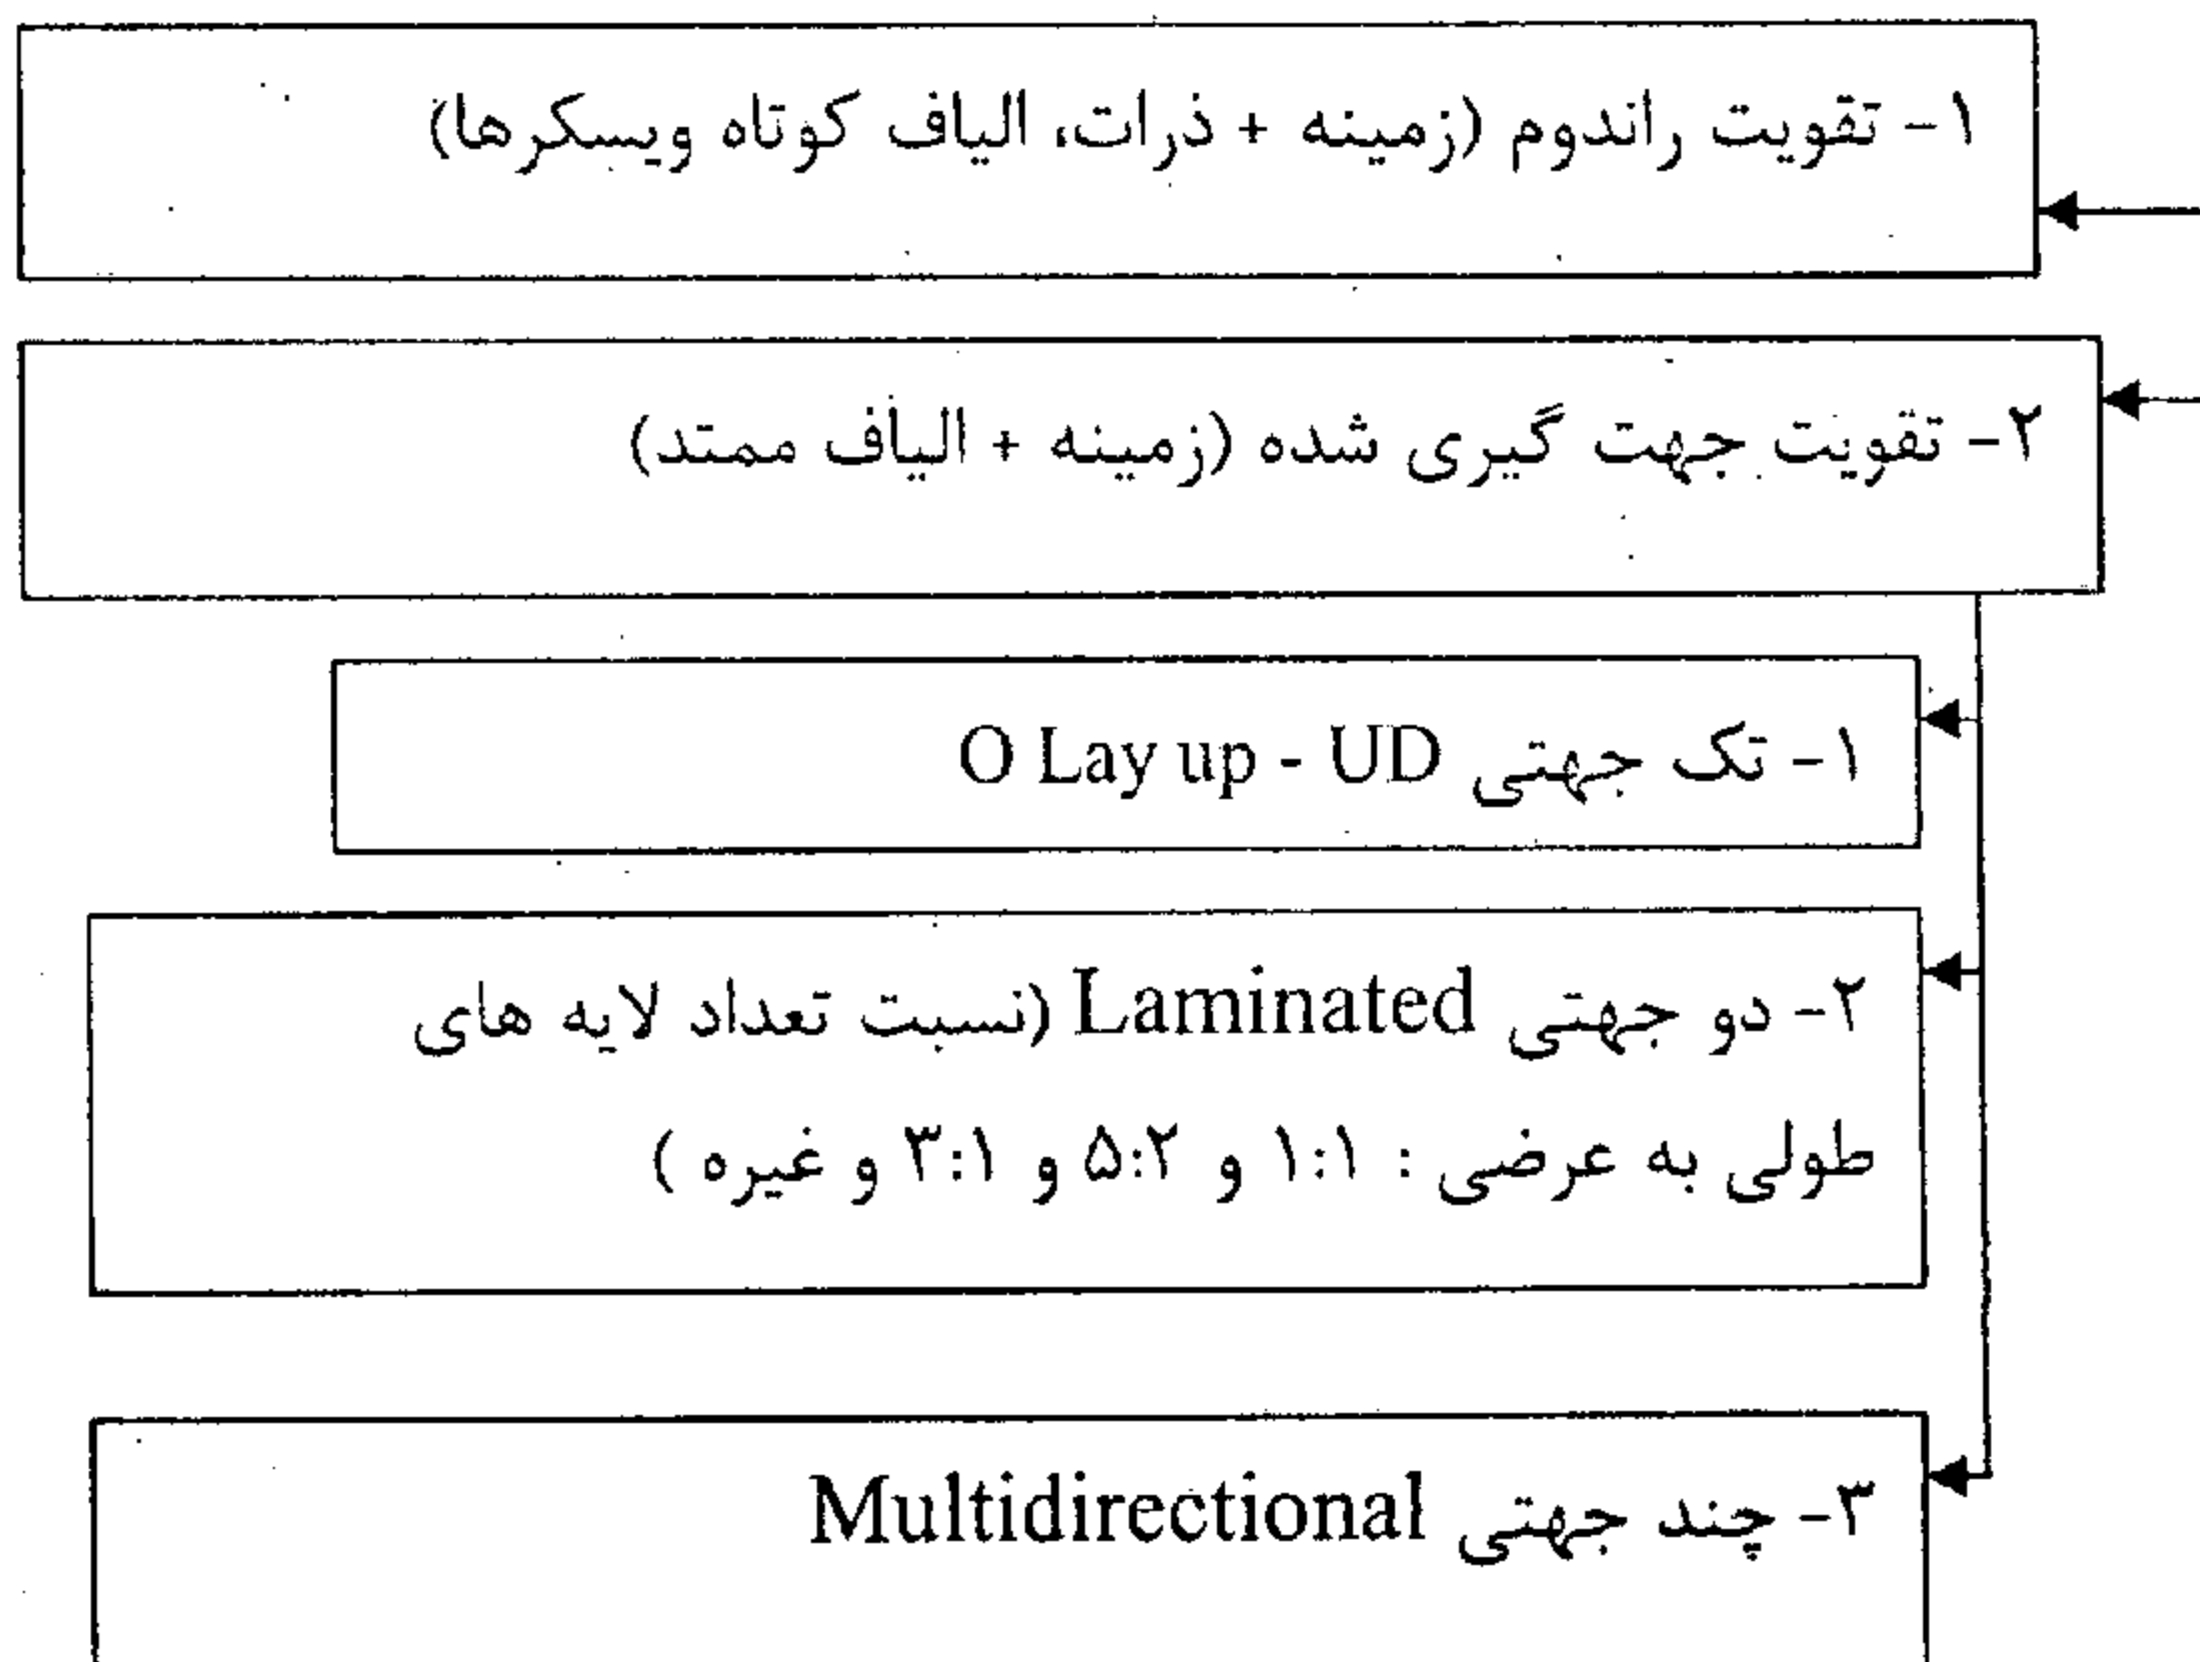 ۱- تقویت راندوم (زمینه + ذرات، الیاف کوتاه ویسکرها)
۲- تقویت جهت گیری شده (زمینه + الیاف ممتد)
۱- تک جهتی O Lay up - UD
۲- دو جهتی Laminated (نسبت تعداد لایه های
طولی به عرضی : ۱:۱ و ۵:۲ و ۳:۱ و غیره )
۳- چند جهتی Multidirectional